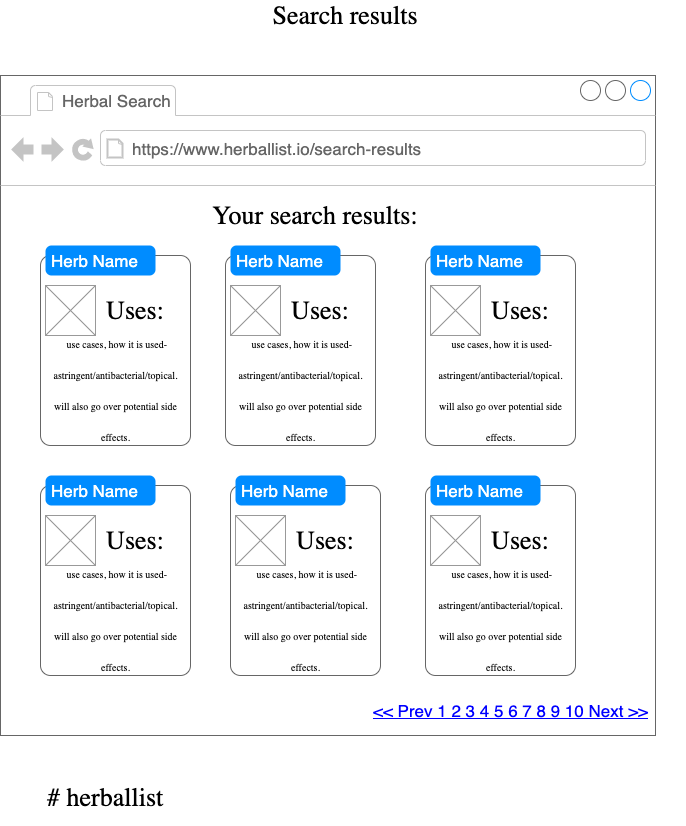 Search results
Herbal Search
https://www.herballist.io/search-results
Your search results:
Herb Name
Uses:
use cases, how it is used-
astringent/antibacterial/topical.
will also go over potential side
effects.
Herb Name
Uses:
use cases, how it is used-
astringent/antibacterial/topical.
will also go over potential side
effects.
Herb Name
Uses:
use cases, how it is used-
astringent/antibacterial/topical.
will also go over potential side
effects.
Herb Name
Uses:
use cases, how it is used-
astringent/antibacterial/topical.
will also go over potential side
effects.
Herb Name
Uses:
use cases, how it is used-
astringent/antibacterial/topical.
will also go over potential side
effects.
Herb Name
Uses:
use cases, how it is used-
astringent/antibacterial/topical.
will also go over potential side
effects.
<< Prev 1 2 3 4 5 6 7 8 9 10 Next >>
# herballist